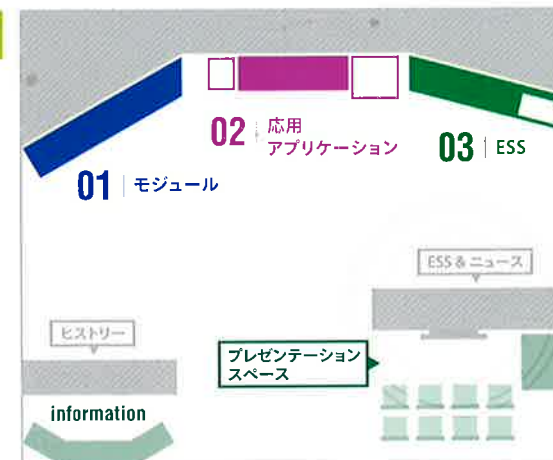 02
応用
アプリケーション
03
ESS
01
モジュール
ESS & ニュース
ヒストリー
プレゼンテーション
スペース
information